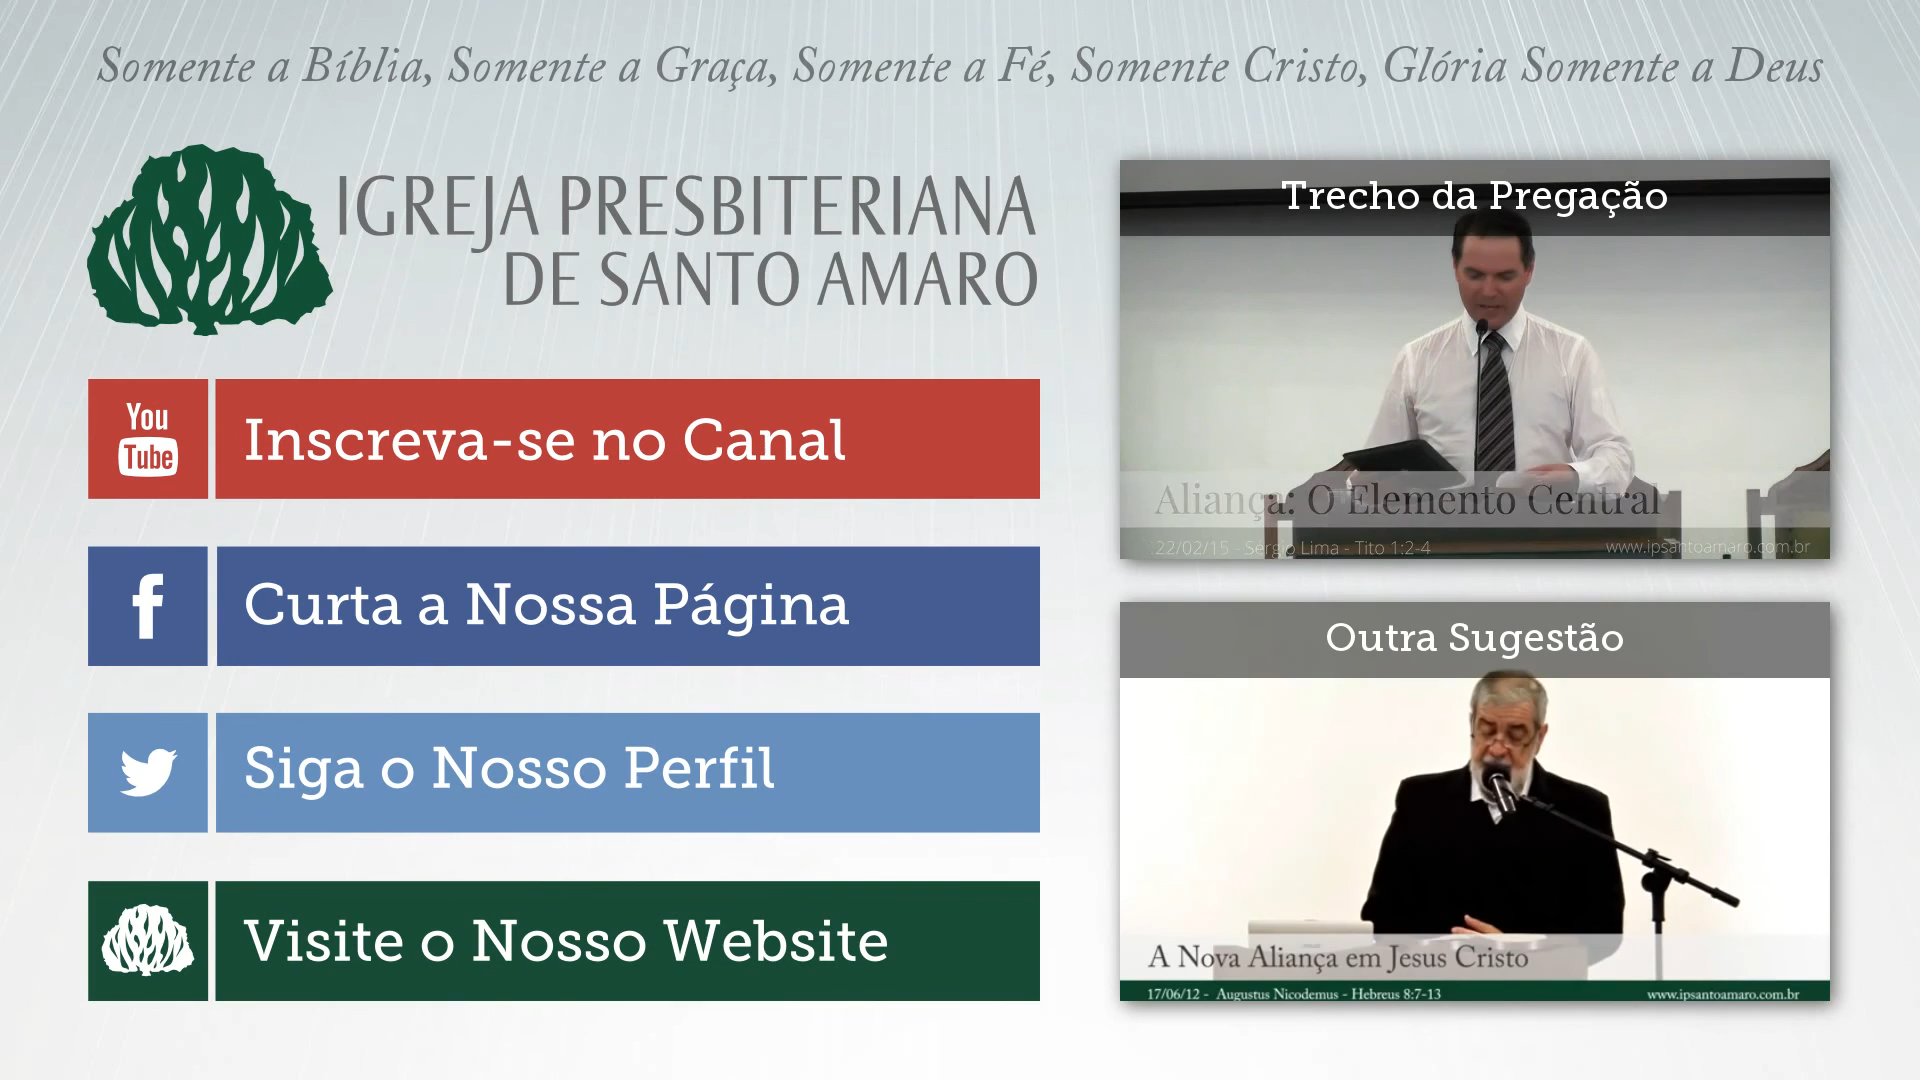 Somente a Bíblia, Somente a Graça, Somente a Fé, Somente Cristo, Glória Somente a Deus
IGREJA PRESBITERIANA
DE SANTO AMARO
You
Tube
Inscreva-se no Canal
f
Curta a Nossa Página
Siga o Nosso Perfil
Visite o Nosso Website
Trecho da Pregação
Aliança: O Elemento Central
22/02/15 - Sérgio Lima - Tito 1:2-4
www.ipsantoamaro.com.br
Outra Sugestão
A Nova Aliança em Jesus Cristo
17/06/12 - Augustus Nicodemus - Hebreus 8:7-13
www.ipsantoamaro.com.br